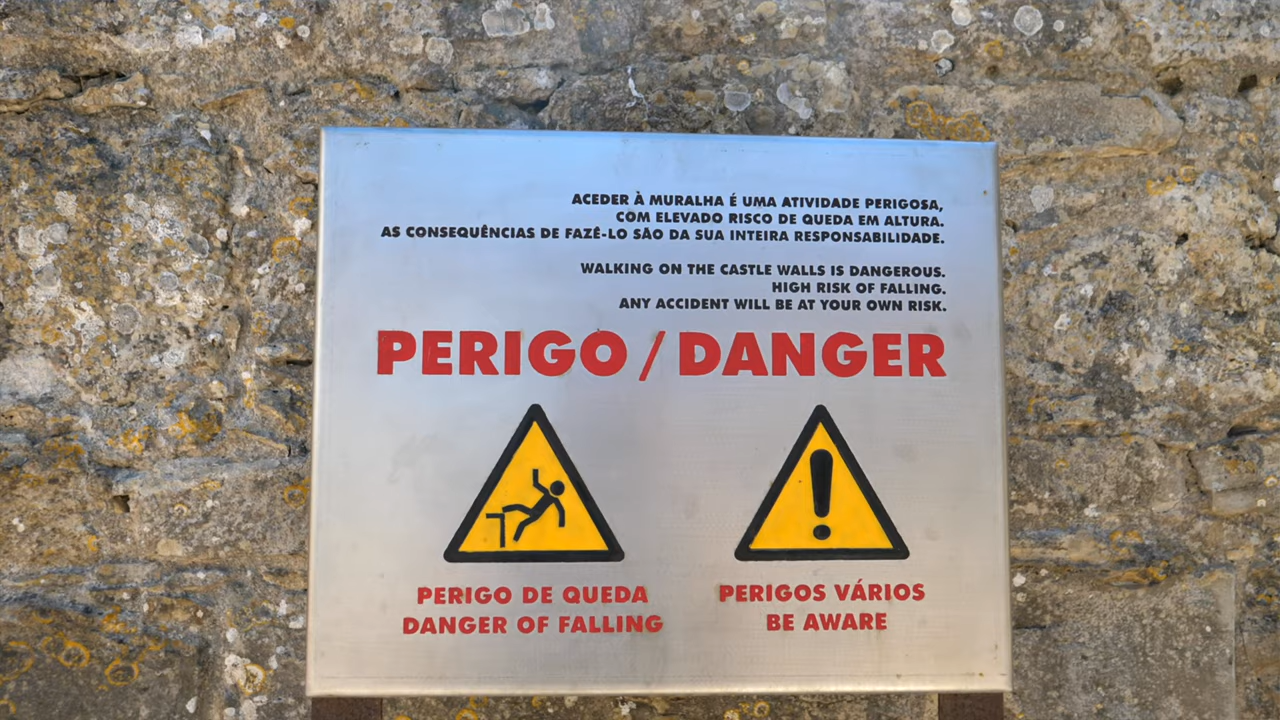 ACEDER À MURALHA É UMA ATIVIDADE PERIGOSA,
COM ELEVADO RISCO DE QUEDA EM ALTURA.
AS CONSEQUÊNCIAS DE FAZÊ-LO SÃO DA SUA INTEIRA RESPONSABILIDADE.
WALKING ON THE CASTLE WALLS IS DANGEROUS.
HIGH RISK OF FALLING.
ANY ACCIDENT WILL BE AT YOUR OWN RISK.
PERIGO / DANGER
PERIGO DE QUEDA
DANGER OF FALLING
PERIGOS VÁRIOS
BE AWARE